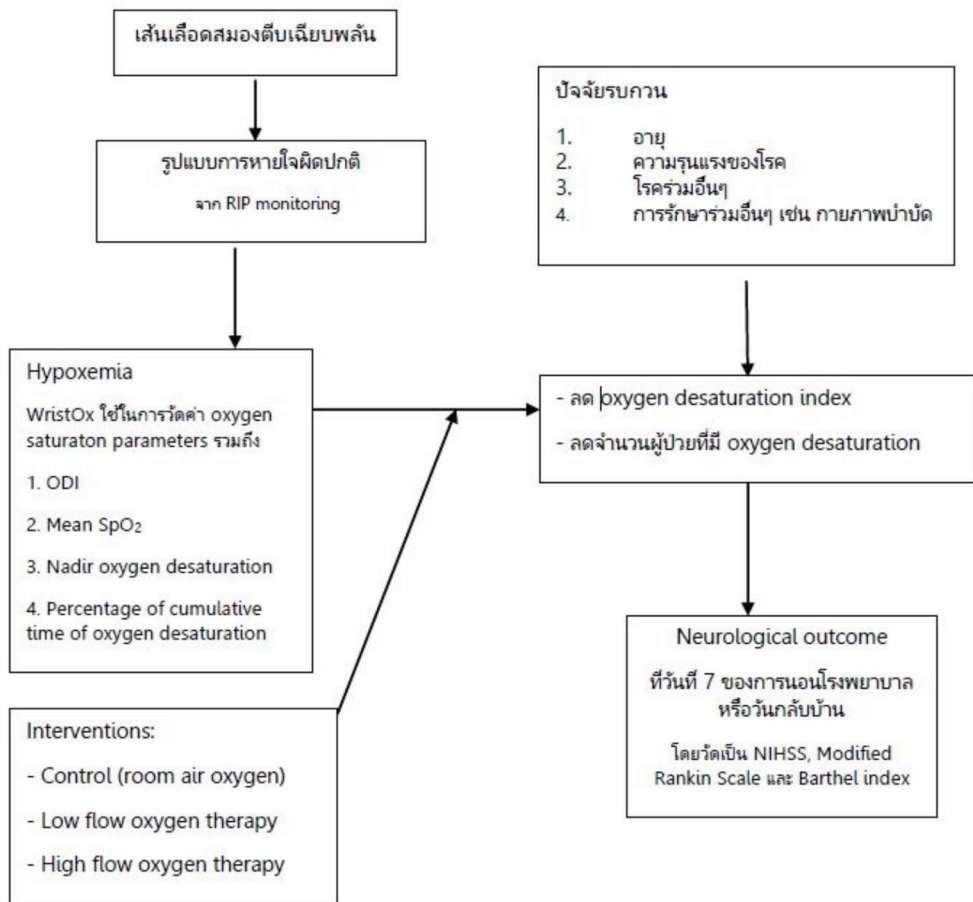 เส้นเลือดสมองตีบเฉียบพลัน
รูปแบบการหายใจผิดปกติ
จาก RIP monitoring
ปัจจัยรบกวน
1. อายุ
2. ความรุนแรงของโรค
3. โรคร่วมอื่นๆ
4. การรักษาร่วมอื่นๆ เช่น กายภาพบำบัด
Hypoxemia
WristOx ใช้ในการวัดค่า oxygen
saturaton parameters รวมถึง
1. ODI
2. Mean SpO₂
3. Nadir oxygen desaturation
4. Percentage of cumulative
time of oxygen desaturation
- ลด oxygen desaturation index
- ลดจำนวนผู้ป่วยที่มี oxygen desaturation
Interventions:
- Control (room air oxygen)
- Low flow oxygen therapy
- High flow oxygen therapy
Neurological outcome
ที่วันที่ 7 ของการนอนโรงพยาบาล
หรือวันกลับบ้าน
โดยวัดเป็น NIHSS, Modified
Rankin Scale และ Barthel index